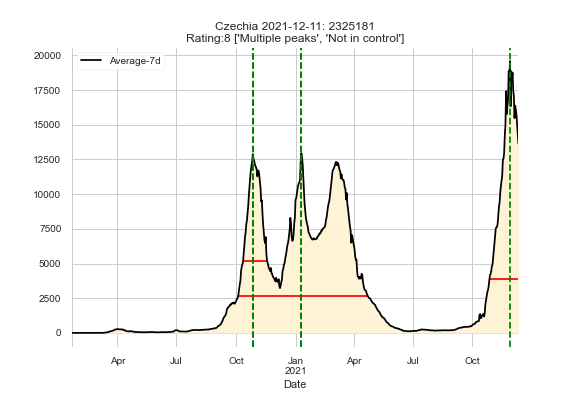 Czechia 2021-12-11: 2325181
Rating:8 ['Multiple peaks', 'Not in control']
Average-7d
20000
17500
15000
12500
10000
7500
5000
2500
0
Apr Jul Oct Jan Apr Jul Oct
2021
Date